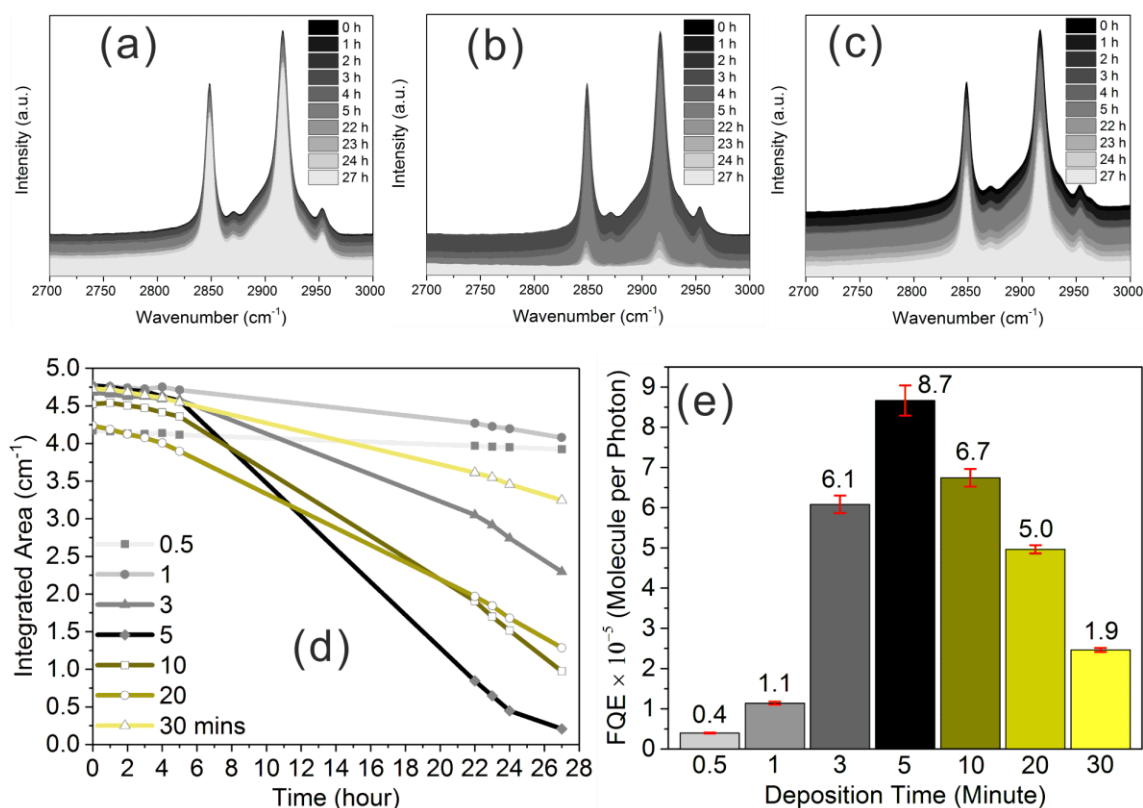 (a)
0 h
1 h
2 h
3 h
4 h
5 h
22 h
23 h
24 h
27 h
Intensity (a.u.)
2700 2750 2800 2850 2900 2950 3000
Wavenumber (cm⁻¹)
(b)
0 h
1 h
2 h
3 h
4 h
5 h
22 h
23 h
24 h
27 h
Intensity (a.u.)
2700 2750 2800 2850 2900 2950 3000
Wavenumber (cm⁻¹)
(c)
0 h
1 h
2 h
3 h
4 h
5 h
22 h
23 h
24 h
27 h
Intensity (a.u.)
2700 2750 2800 2850 2900 2950 3000
Wavenumber (cm⁻¹)
(d)
Integrated Area (cm⁻¹)
5.0
4.5
4.0
3.5
3.0
2.5
2.0
1.5
1.0
0.5
0.0
0.5
1
3
5
10
20
30 mins
0 2 4 6 8 10 12 14 16 18 20 22 24 26 28
Time (hour)
(e)
FQE × 10⁻⁵ (Molecule per Photon)
9
8
7
6
5
4
3
2
1
0
0.4
1.1
6.1
8.7
6.7
5.0
1.9
0.5 1 3 5 10 20 30
Deposition Time (Minute)